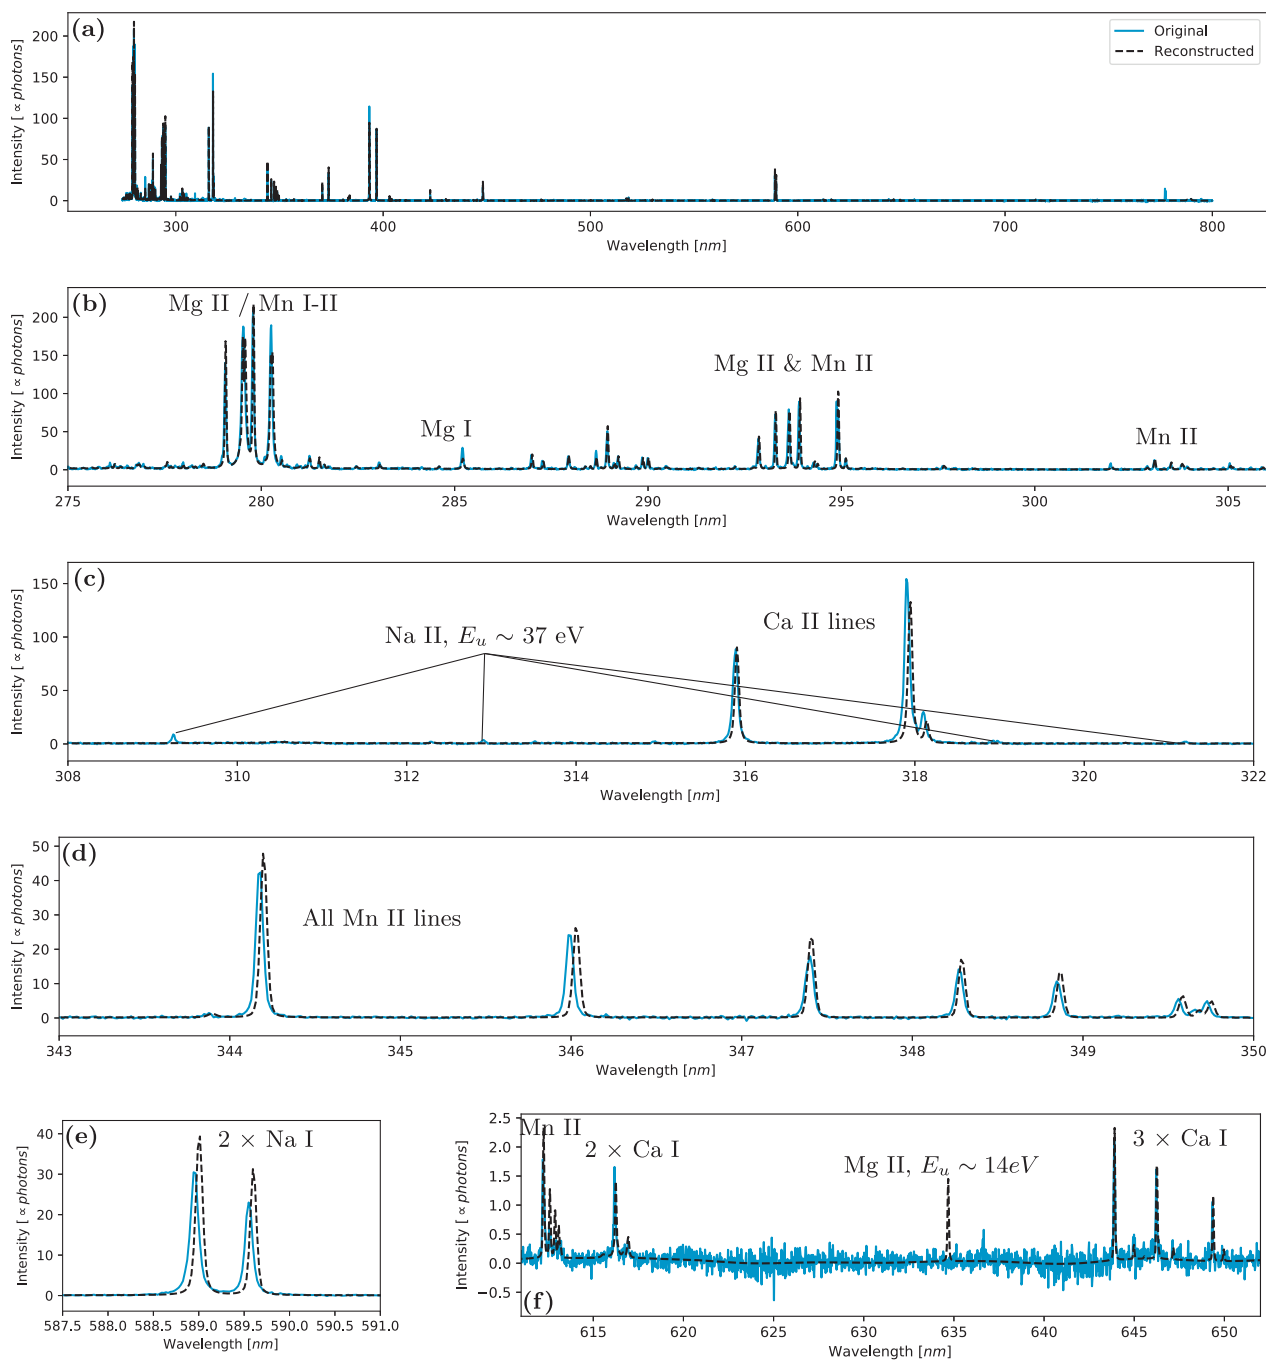 (a)
Original
Reconstructed
Intensity [ ∝ photons]
200
150
100
50
0
300 400 500 600 700 800
Wavelength [nm]
(b)
Mg II / Mn I-II
Mg II & Mn II
Mg I
Mn II
Intensity [ ∝ photons]
200
150
100
50
0
275 280 285 290 295 300 305
Wavelength [nm]
(c)
Na II, E_u ∼ 37 eV
Ca II lines
Intensity [ ∝ photons]
150
100
50
0
308 310 312 314 316 318 320 322
Wavelength [nm]
(d)
All Mn II lines
Intensity [ ∝ photons]
50
40
30
20
10
0
343 344 345 346 347 348 349 350
Wavelength [nm]
(e)
2 × Na I
Intensity [ ∝ photons]
40
30
20
10
0
587.5 588.0 588.5 589.0 589.5 590.0 590.5 591.0
Wavelength [nm]
Mn II
2 × Ca I
Mg II, E_u ∼ 14eV
3 × Ca I
Intensity [ ∝ photons]
2.5
2.0
1.5
1.0
0.5
0.0
−0.5
(f)
615 620 625 630 635 640 645 650
Wavelength [nm]